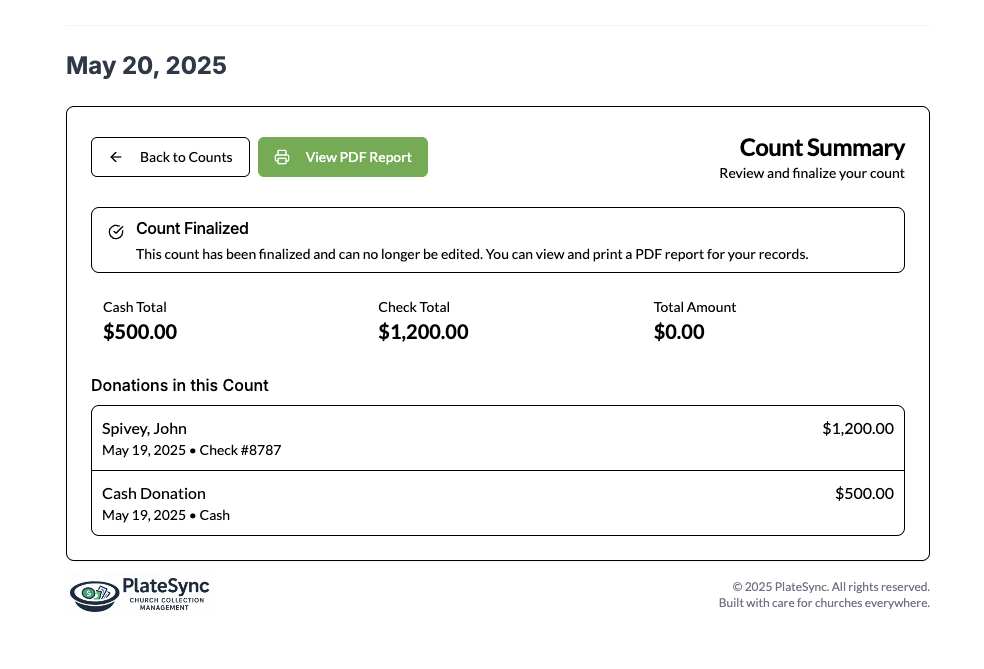 May 20, 2025
Back to Counts
View PDF Report
Count Summary
Review and finalize your count
Count Finalized
This count has been finalized and can no longer be edited. You can view and print a PDF report for your records.
Cash Total
Check Total
Total Amount
$500.00
$1,200.00
$0.00
Donations in this Count
Spivey, John
$1,200.00
May 19, 2025 • Check #8787
Cash Donation
$500.00
May 19, 2025 • Cash
PlateSync
CHURCH COLLECTION
MANAGEMENT
© 2025 PlateSync. All rights reserved.
Built with care for churches everywhere.